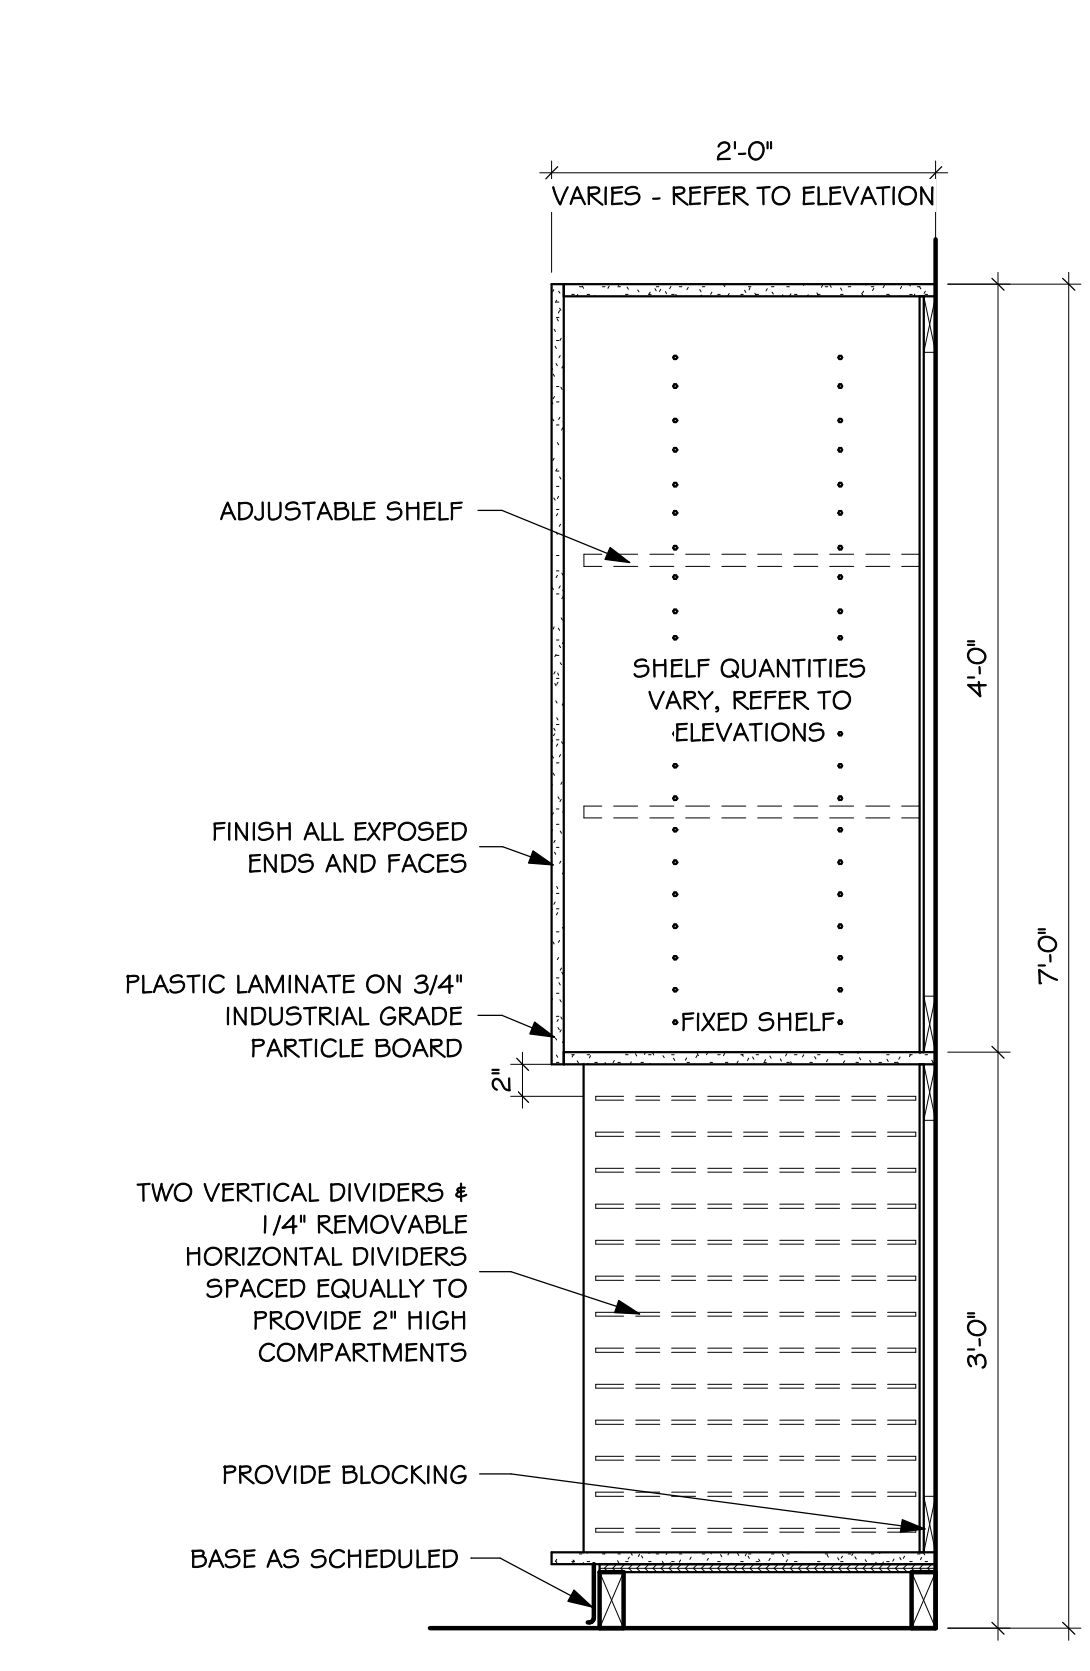 2'-0"
VARIES - REFER TO ELEVATION
ADJUSTABLE SHELF
4'-0"
SHELF QUANTITIES
VARY, REFER TO
ELEVATIONS
FINISH ALL EXPOSED
ENDS AND FACES
7'-0"
PLASTIC LAMINATE ON 3/4"
INDUSTRIAL GRADE
PARTICLE BOARD
FIXED SHELF
2"
TWO VERTICAL DIVIDERS &
1/4" REMOVABLE
HORIZONTAL DIVIDERS
SPACED EQUALLY TO
PROVIDE 2" HIGH
COMPARTMENTS
3'-0"
PROVIDE BLOCKING
BASE AS SCHEDULED